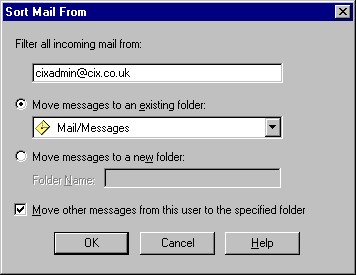 Sort Mail From
Filter all incoming mail from:
cixadmin@cix.co.uk
Move messages to an existing folder:
Mail/Messages
Move messages to a new folder:
Folder Name:
Move other messages from this user to the specified folder
OK Cancel Help